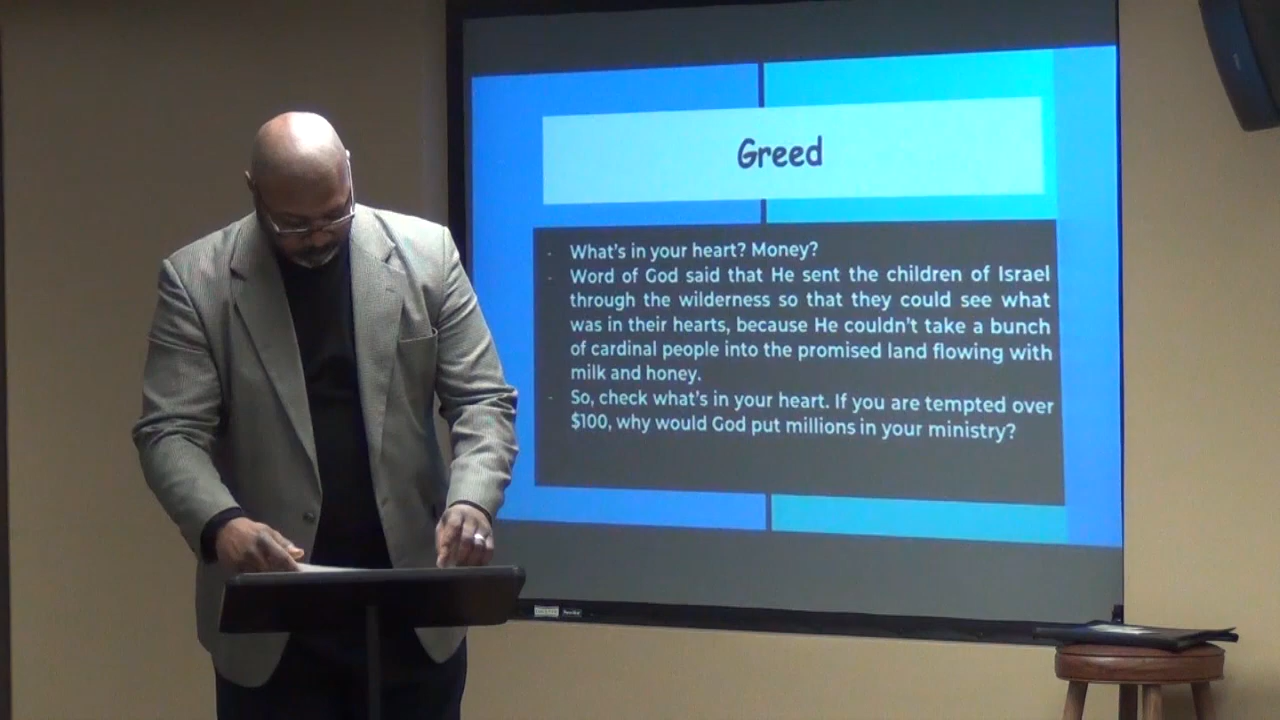 Greed
- What's in your heart? Money?
- Word of God said that He sent the children of Israel
through the wilderness so that they could see what
was in their hearts, because He couldn't take a bunch
of cardinal people into the promised land flowing with
milk and honey.
- So, check what's in your heart. If you are tempted over
$100, why would God put millions in your ministry?